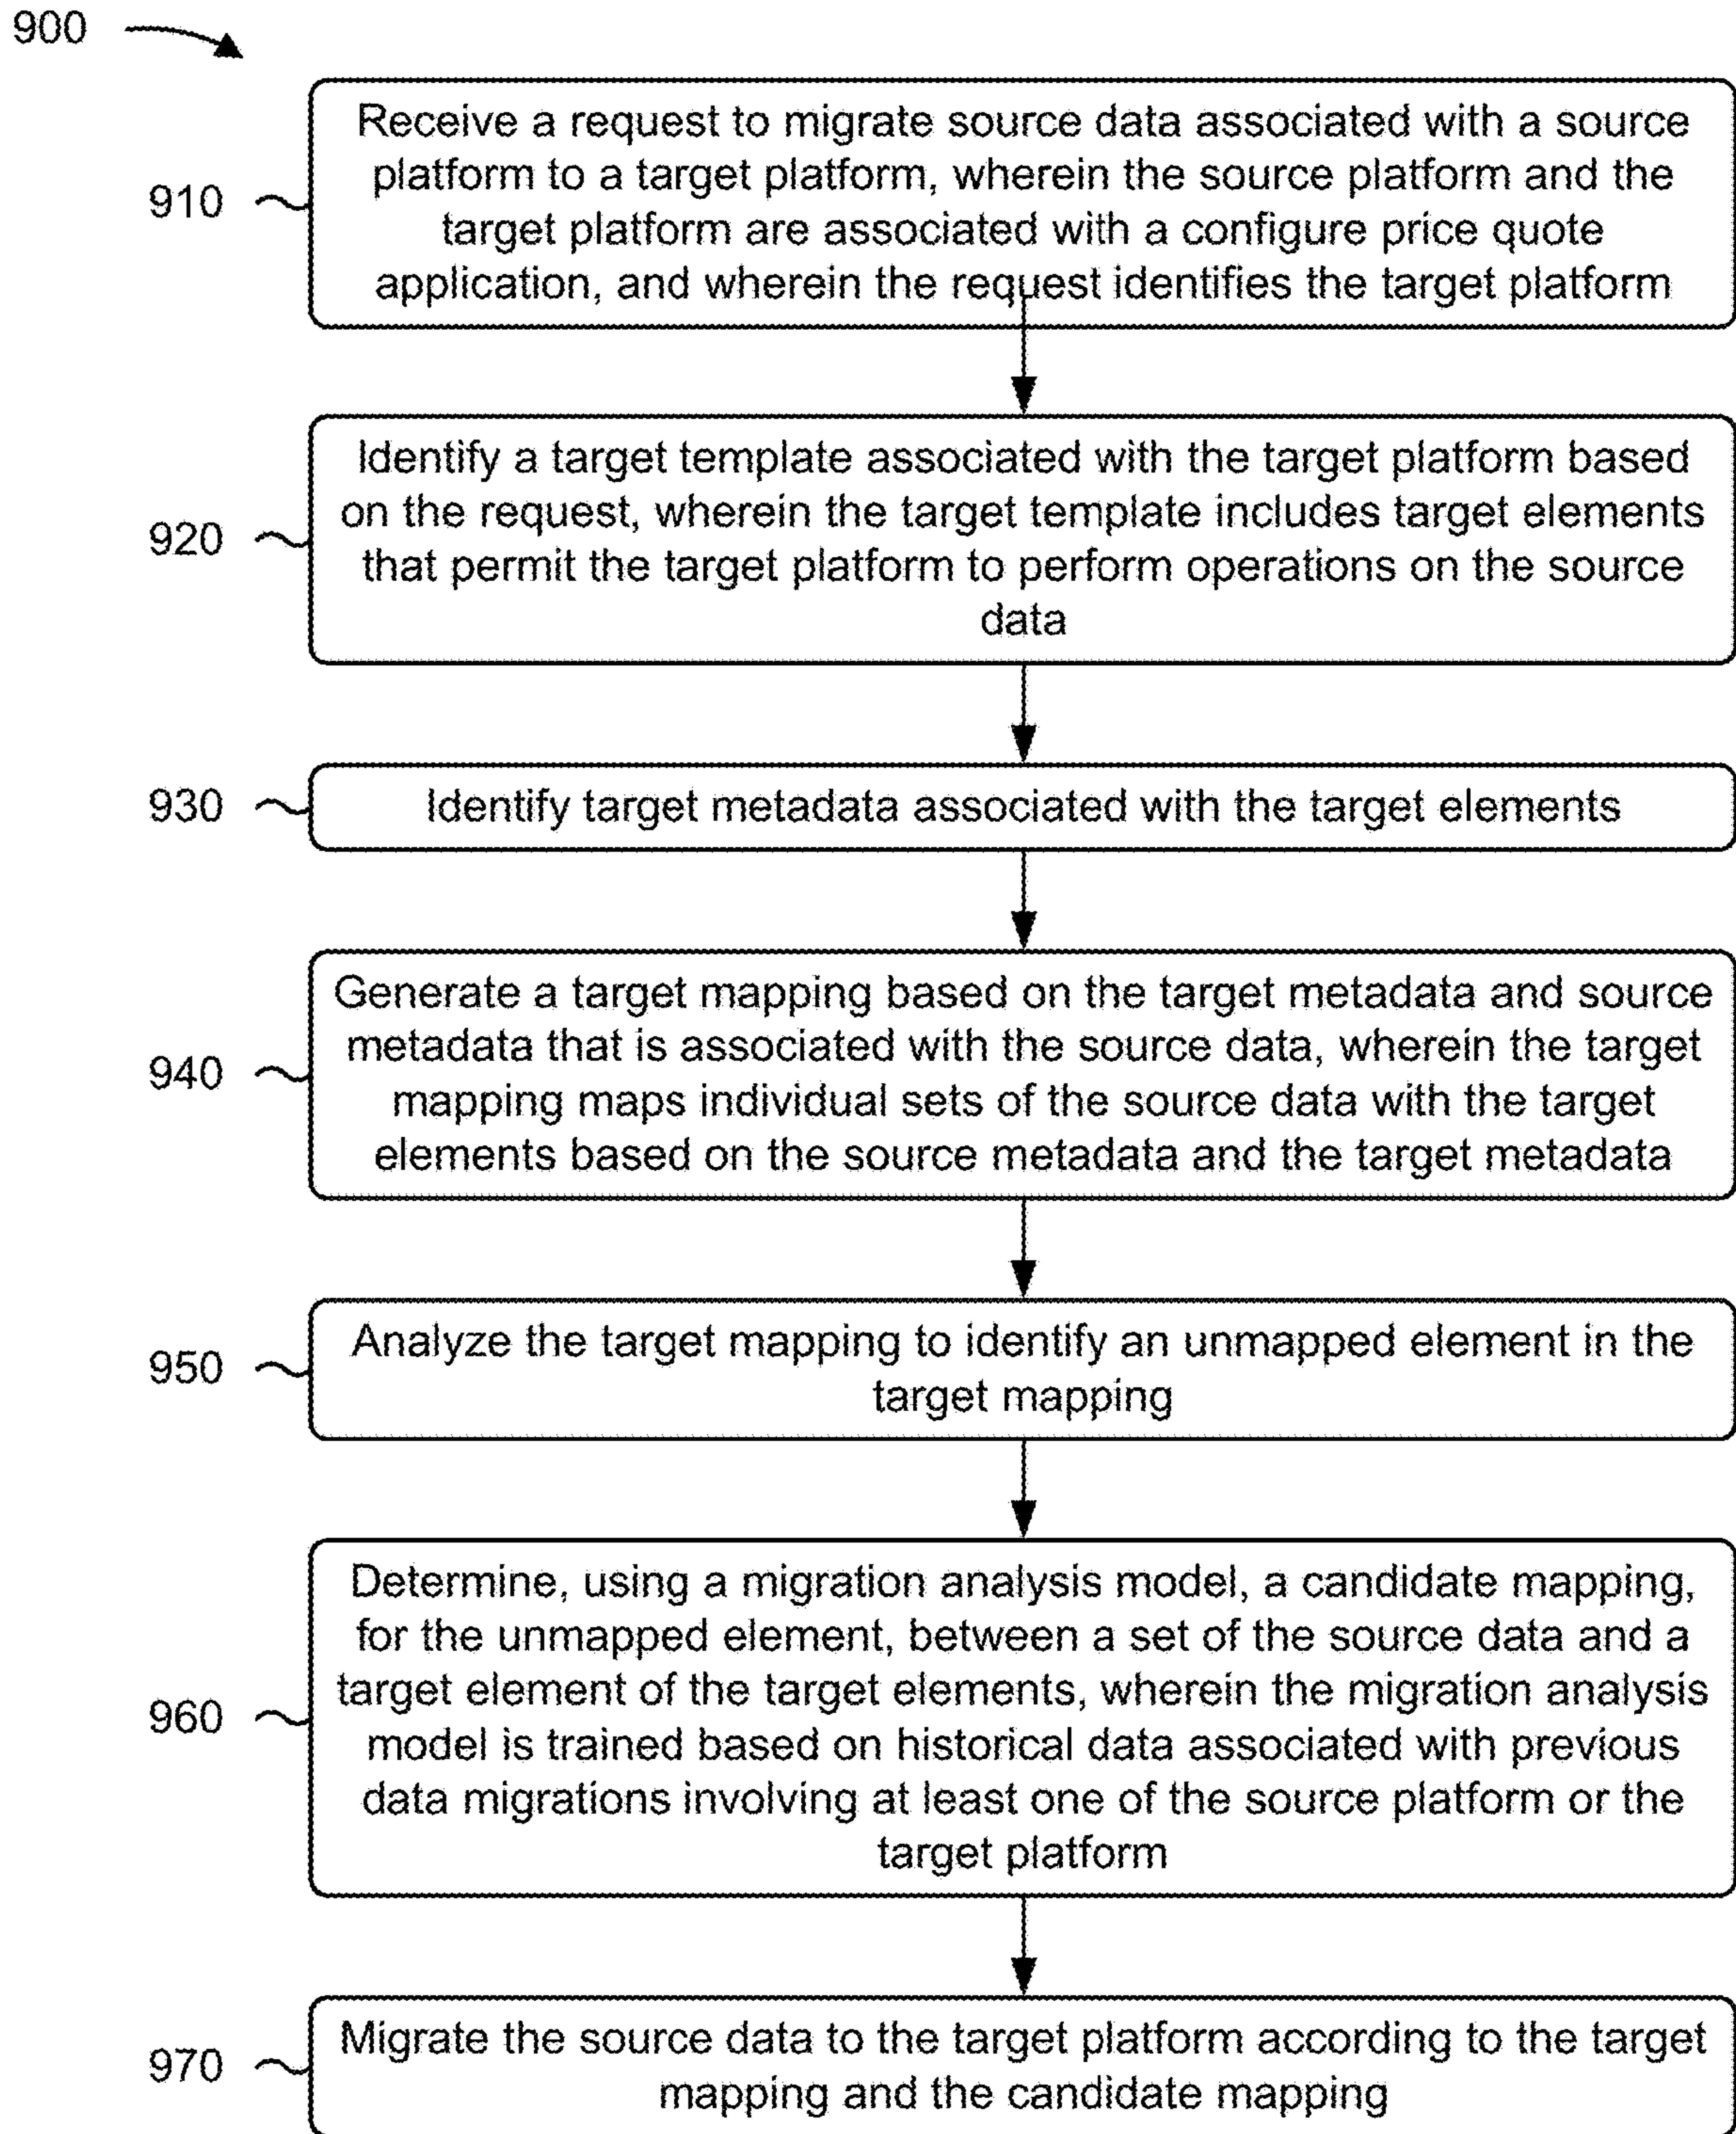 900
910
Receive a request to migrate source data associated with a source
platform to a target platform, wherein the source platform and the
target platform are associated with a configure price quote
application, and wherein the request identifies the target platform
920
Identify a target template associated with the target platform based
on the request, wherein the target template includes target elements
that permit the target platform to perform operations on the source
data
930
Identify target metadata associated with the target elements
940
Generate a target mapping based on the target metadata and source
metadata that is associated with the source data, wherein the target
mapping maps individual sets of the source data with the target
elements based on the source metadata and the target metadata
950
Analyze the target mapping to identify an unmapped element in the
target mapping
960
Determine, using a migration analysis model, a candidate mapping,
for the unmapped element, between a set of the source data and a
target element of the target elements, wherein the migration analysis
model is trained based on historical data associated with previous
data migrations involving at least one of the source platform or the
target platform
970
Migrate the source data to the target platform according to the target
mapping and the candidate mapping